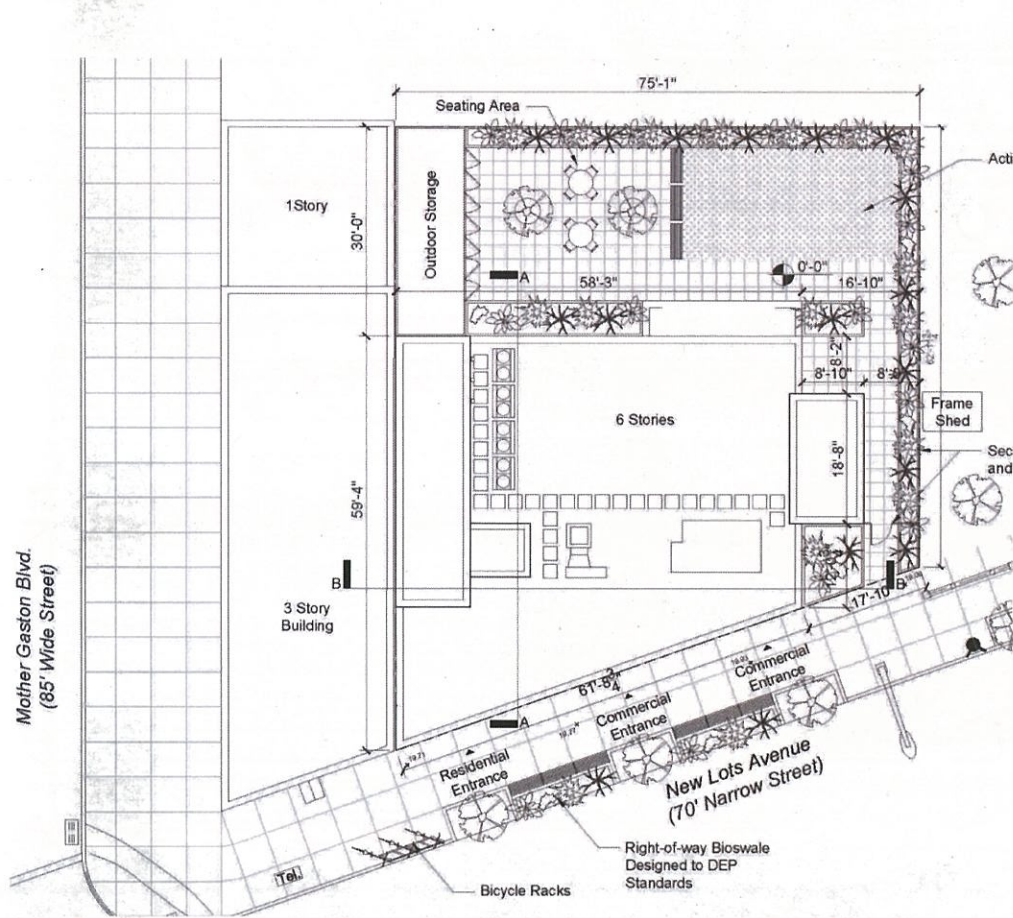 75'-1"
Seating Area
Acti
1Story
30'-0"
Outdoor Storage
A
0'-0"
58'-3"
16'-10"
8'-2"
8'-10"
Frame
Shed
6 Stories
18'-8"
Sec
and
59'-4"
Mother Gaston Blvd.
(85' Wide Street)
B
B
3 Story
Building
17'-10"
61'-8 3/4"
A
Commercial
Entrance
Commercial
Entrance
Residential
Entrance
New Lots Avenue
(70' Narrow Street)
Right-of-way Bioswale
Designed to DEP
Standards
Tel.
Bicycle Racks